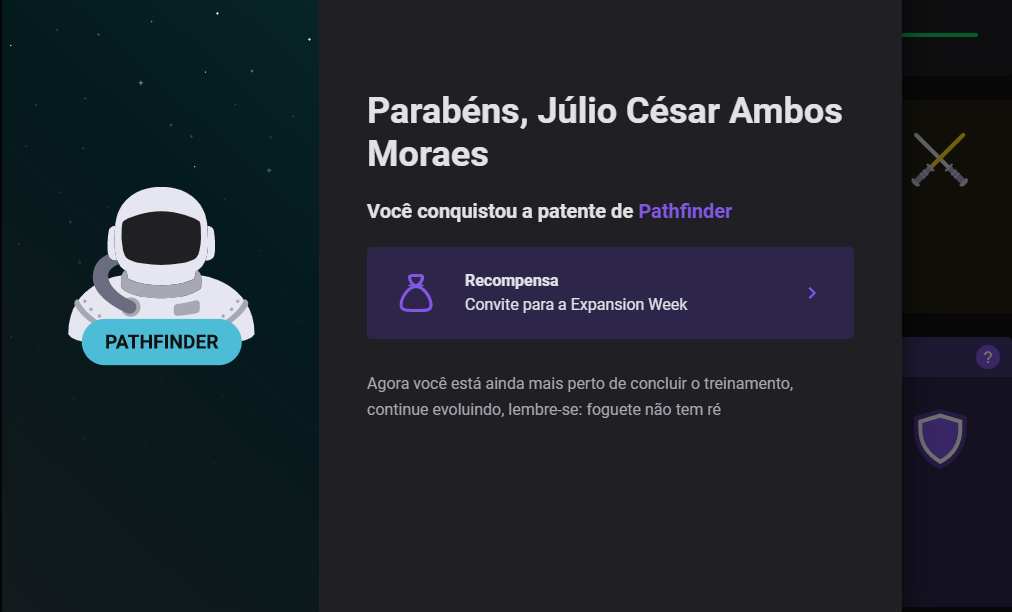 Parabéns, Júlio César Ambos
Moraes
Você conquistou a patente de Pathfinder
Recompensa
Convite para a Expansion Week
Agora você está ainda mais perto de concluir o treinamento,
continue evoluindo, lembre-se: foguete não tem ré
PATHFINDER
?